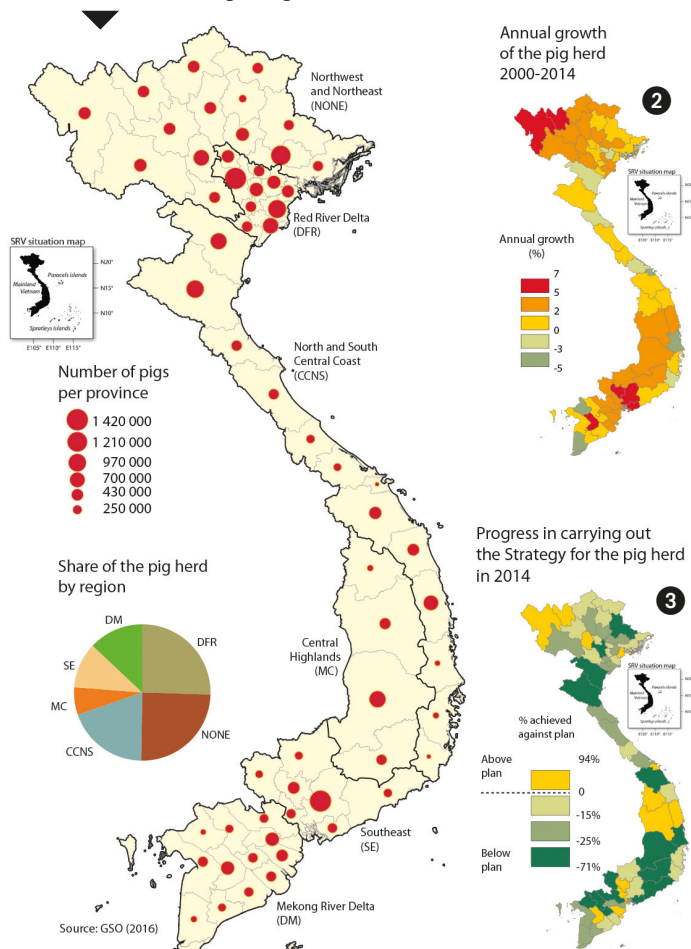 Annual growth
of the pig herd
2000-2014
2
Northwest
and Northeast
(NONE)
Red River Delta
(DFR)
SRV situation map
N20°
Paracels islands
Mainland
Vietnam
N15°
N10°
Spratleys Islands
E105° E110° E115°
SRV situation map
Annual growth
(%)
7
5
2
0
-3
-5
North and South
Central Coast
(CCNS)
Number of pigs
per province
1 420 000
1 210 000
970 000
700 000
430 000
250 000
Progress in carrying out
the Strategy for the pig herd
in 2014
3
Share of the pig herd
by region
DM
DFR
SE
MC
CCNS
NONE
Central
Highlands
(MC)
SRV situation map
% achieved
against plan
Above
plan
94%
0
-15%
-25%
Below
plan
-71%
Southeast
(SE)
Mekong River Delta
(DM)
Source: GSO (2016)